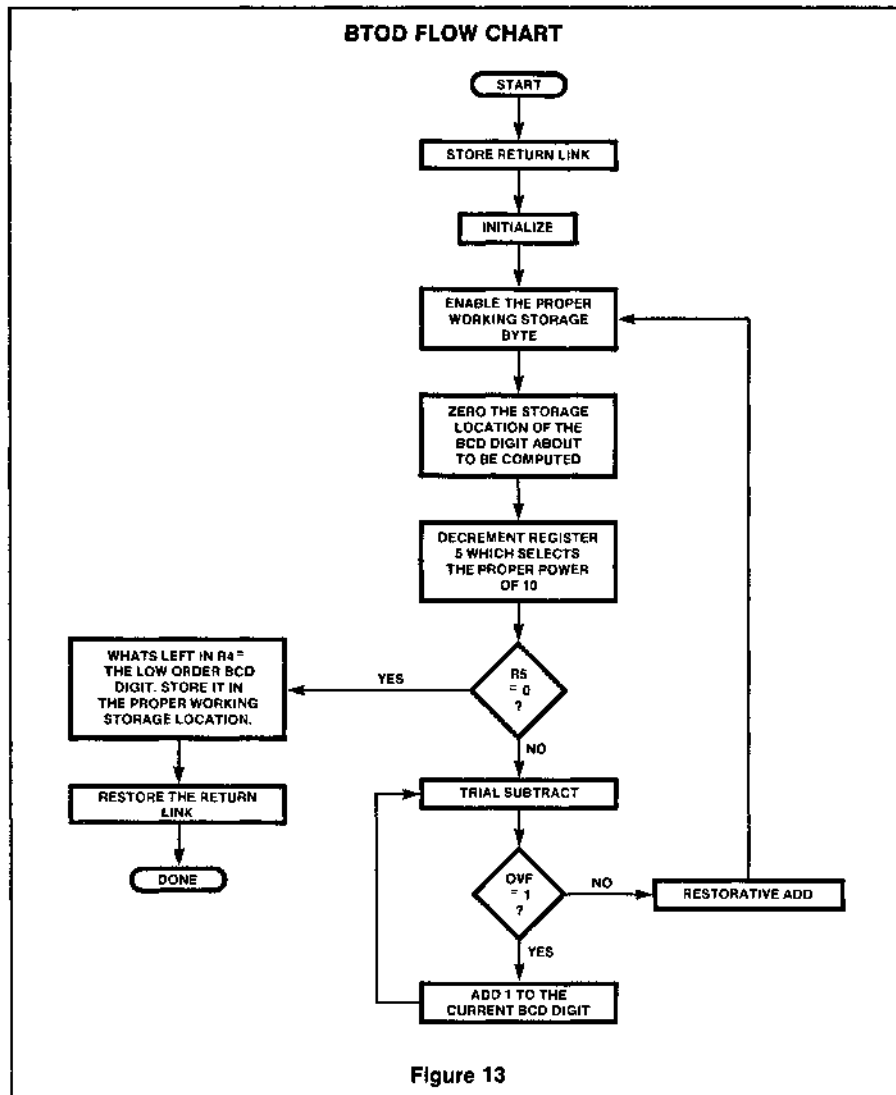 BTOD FLOW CHART
START
STORE RETURN LINK
INITIALIZE
ENABLE THE PROPER
WORKING STORAGE
BYTE
ZERO THE STORAGE
LOCATION OF THE
BCD DIGIT ABOUT
TO BE COMPUTED
DECREMENT REGISTER
5 WHICH SELECTS
THE PROPER POWER
OF 10
R5
= 0
?
YES
WHATS LEFT IN R4=
THE LOW ORDER BCD
DIGIT. STORE IT IN
THE PROPER WORKING
STORAGE LOCATION.
RESTORE THE RETURN
LINK
DONE
NO
TRIAL SUBTRACT
OVF
= 1
?
NO
RESTORATIVE ADD
YES
ADD 1 TO THE
CURRENT BCD DIGIT
Figure 13